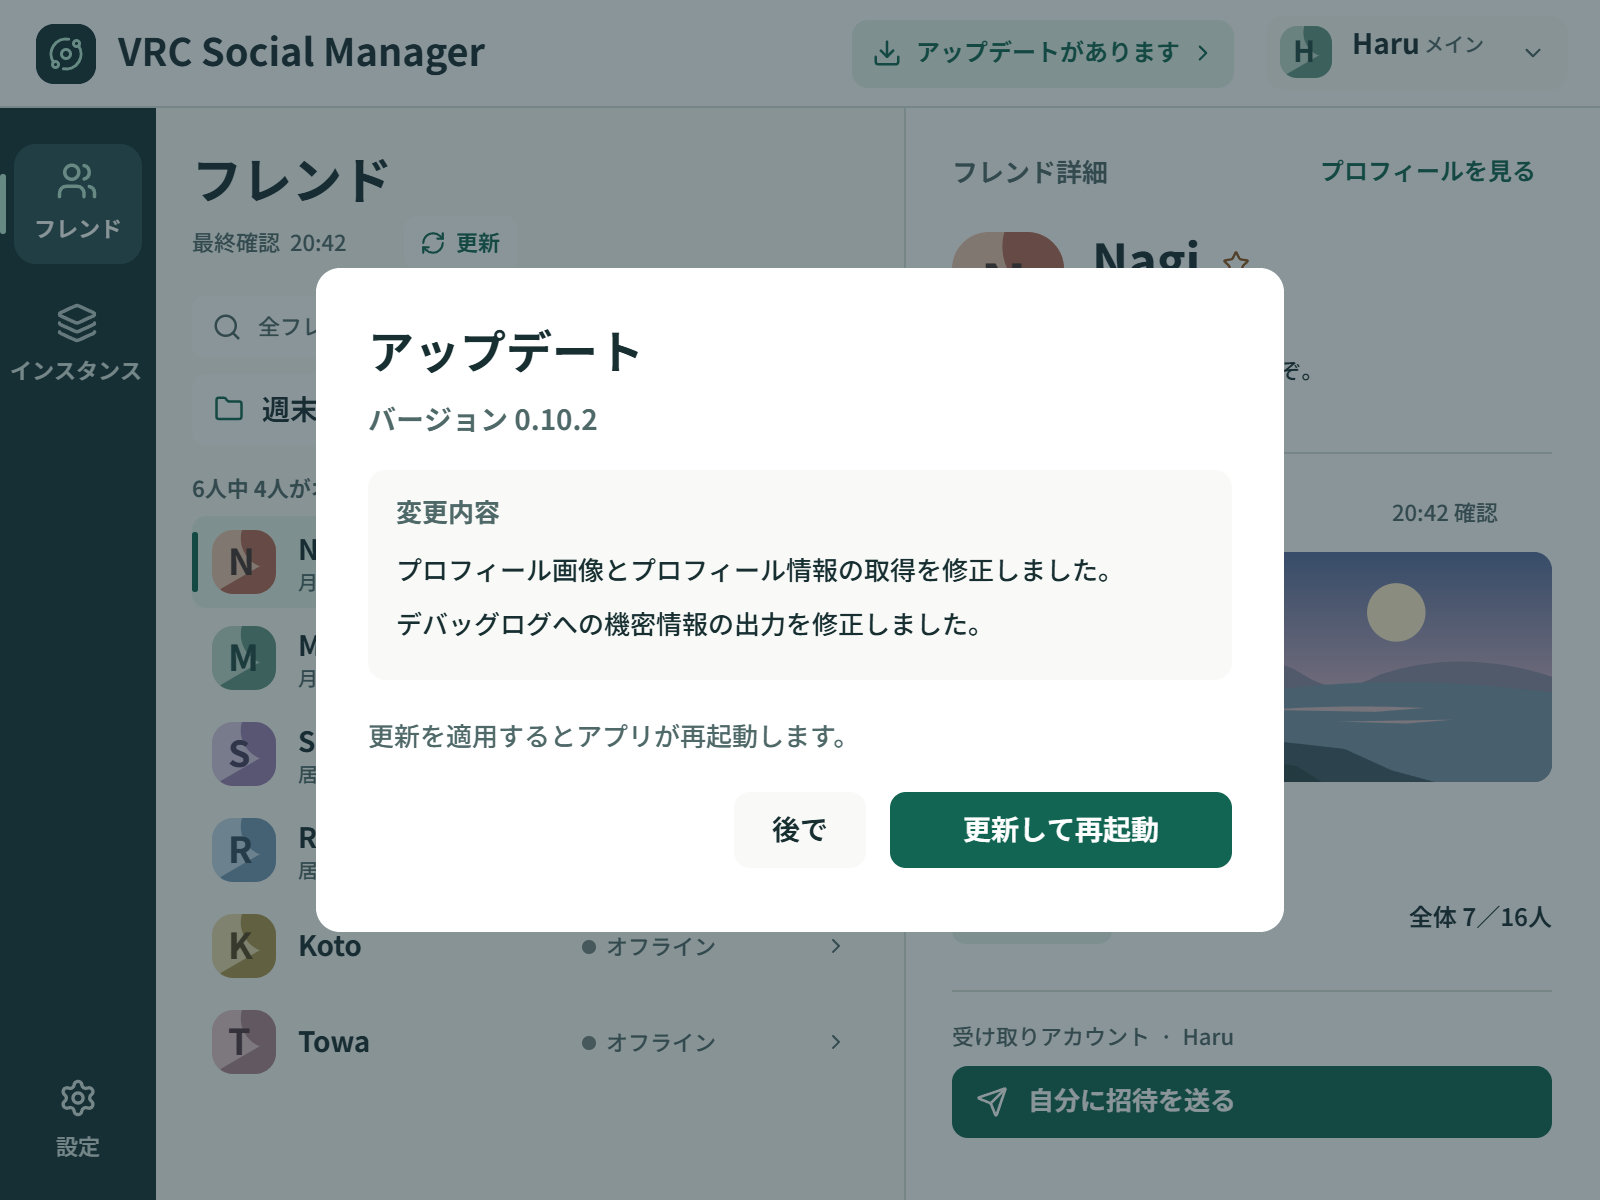 VRC Social Manager
アップデートがあります
H
Haru メイン
フレンド
インスタンス
設定
フレンド
最終確認 20:42
更新
全フレ
週末
6人中 4人が
N
M
月
S
居
R
居
K
Koto
オフライン
T
Towa
オフライン
フレンド詳細
プロフィールを見る
Nagi
ぞ。
20:42 確認
全体 7／16人
受け取りアカウント · Haru
自分に招待を送る
アップデート
バージョン 0.10.2
変更内容
プロフィール画像とプロフィール情報の取得を修正しました。
デバッグログへの機密情報の出力を修正しました。
更新を適用するとアプリが再起動します。
後で
更新して再起動